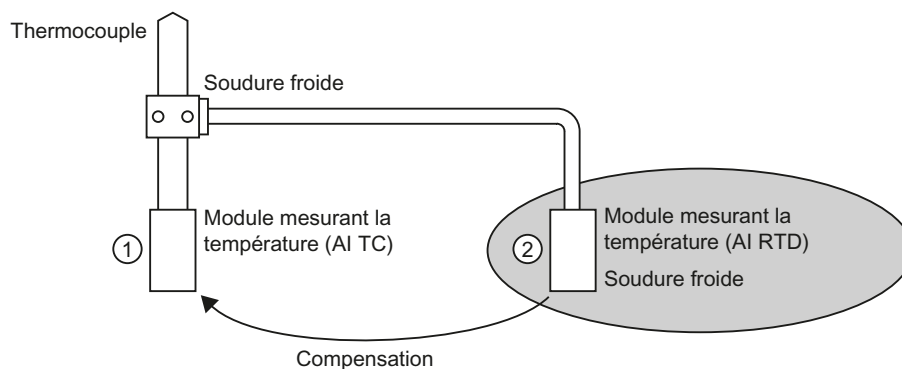 Thermocouple
Soudure froide
1
Module mesurant la
température (AI TC)
2
Module mesurant la
température (AI RTD)
Soudure froide
Compensation